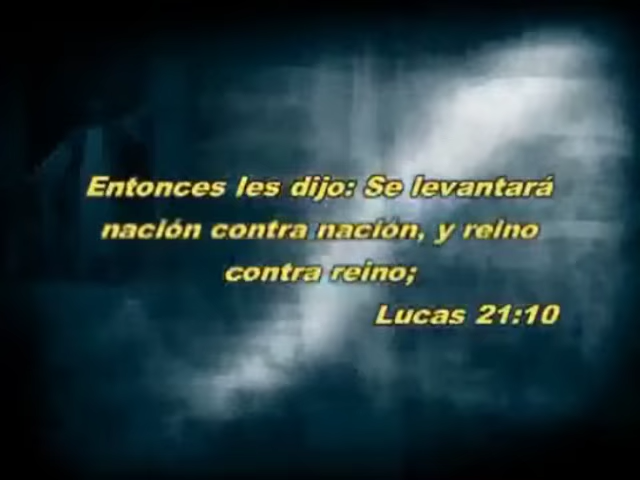 Entonces les dijo: Se levantará
nación contra nación, y reino
contra reino;
Lucas 21:10